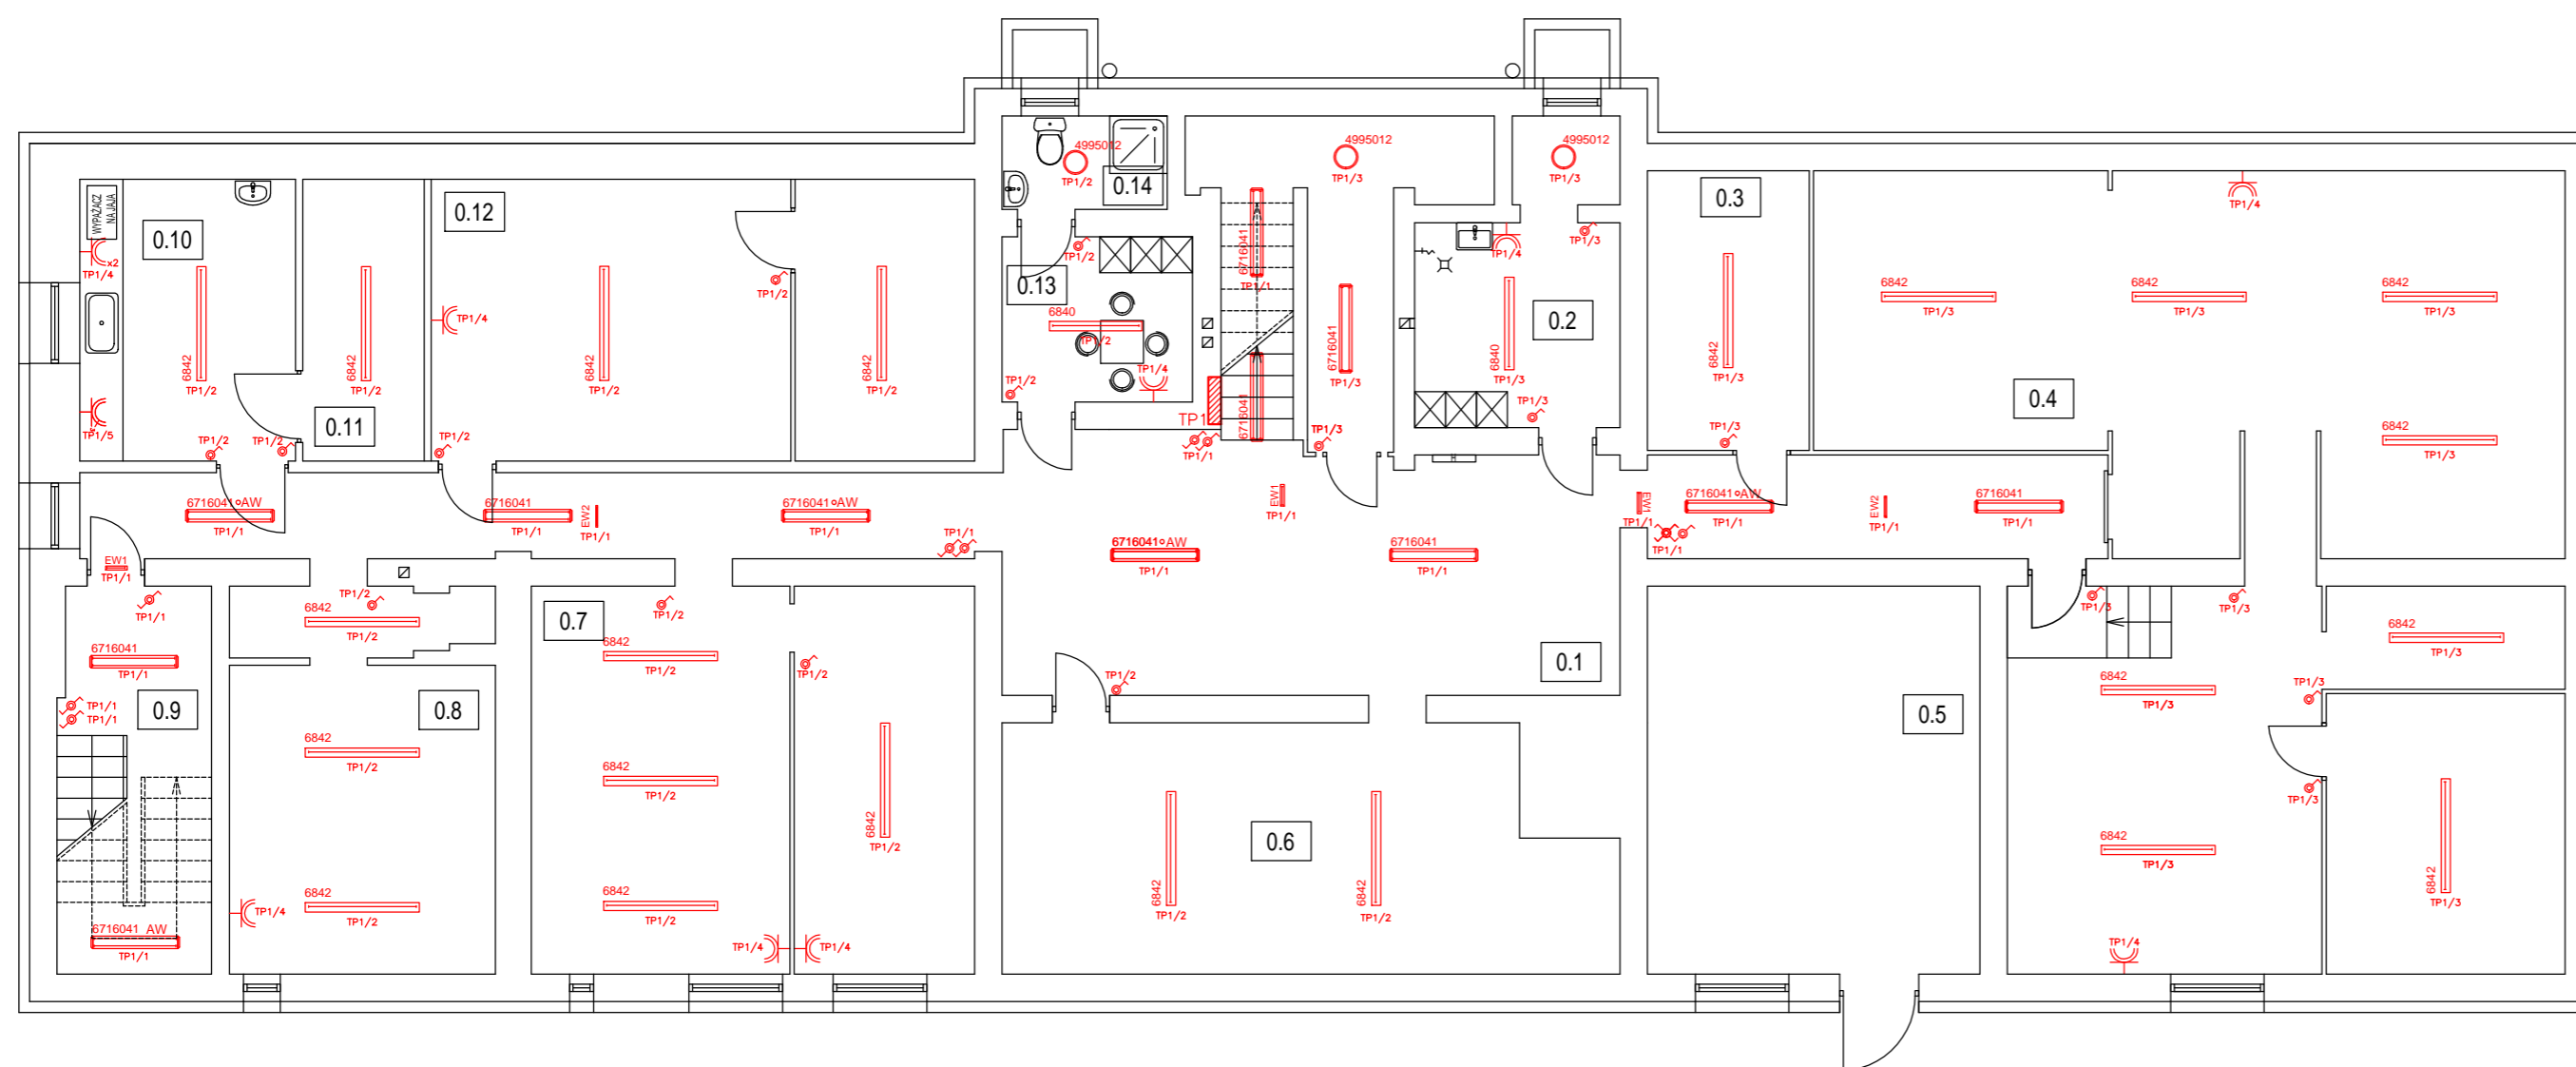 4995012
TP1/2
0.14
4995012
TP1/3
4995012
TP1/3
WYPAŻACZ
NAJAJA
x2
TP1/4
0.10
6842
TP1/2
TP1/5
TP1/2
TP1/2
6842
TP1/2
0.11
0.12
TP1/4
6842
TP1/2
TP1/2
TP1/2
6842
TP1/2
TP1/2
0.13
6840
TP1/2
TP1/2
TP1/4
6716041
TP1/1
6716041
TP1
TP1/1
6716041
TP1/3
TP1/3
TP1/4
TP1/3
0.2
6840
TP1/3
TP1/3
0.3
6842
TP1/3
TP1/3
6842
TP1/3
6842
TP1/3
TP1/4
6842
TP1/3
0.4
6842
TP1/3
6716041 AW
TP1/1
6716041
TP1/1
EW2
TP1/1
6716041 AW
TP1/1
TP1/1
6716041 AW
TP1/1
EW1
TP1/1
6716041
TP1/1
EW1
TP1/1
TP1/1
6716041 AW
TP1/1
EW2
TP1/1
6716041
TP1/1
EW1
TP1/1
TP1/1
6716041
TP1/1
TP1/1
TP1/1
0.9
6716041 AW
TP1/1
TP1/2
6842
TP1/2
0.8
6842
TP1/2
6842
TP1/2
TP1/4
0.7
TP1/2
6842
TP1/2
6842
TP1/2
6842
TP1/2
TP1/4
TP1/2
6842
TP1/2
TP1/4
TP1/2
0.1
6842
TP1/2
0.6
6842
TP1/2
0.5
TP1/3
TP1/3
6842
TP1/3
6842
TP1/3
TP1/3
6842
TP1/3
TP1/3
6842
TP1/3
TP1/4